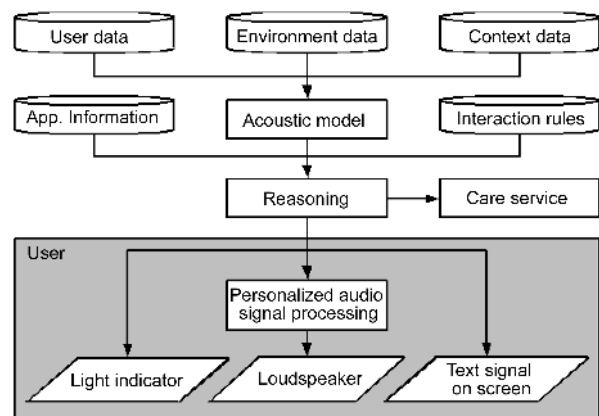 User data
Environment data
Context data
App. Information
Acoustic model
Interaction rules
Reasoning
Care service
User
Personalized audio
signal processing
Light indicator
Loudspeaker
Text signal
on screen